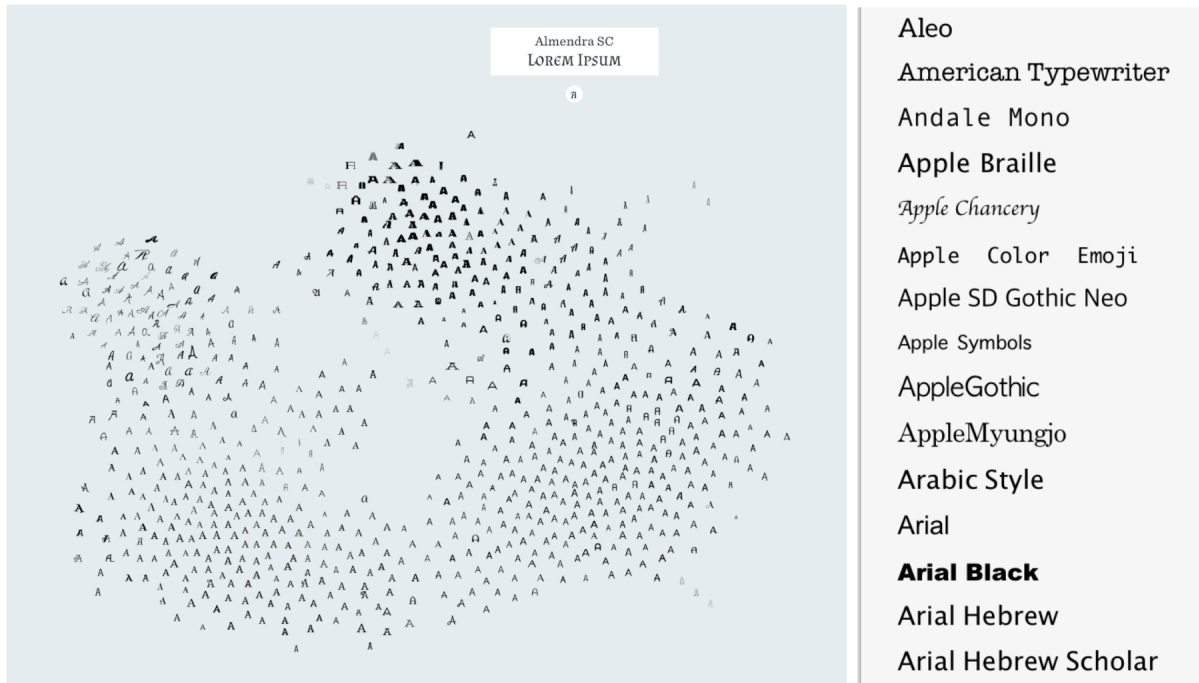 Almendra SC
Lorem Ipsum
A
Aleo
American Typewriter
Andale Mono
Apple Braille
Apple Chancery
Apple Color Emoji
Apple SD Gothic Neo
Apple Symbols
AppleGothic
AppleMyungjo
Arabic Style
Arial
Arial Black
Arial Hebrew
Arial Hebrew Scholar